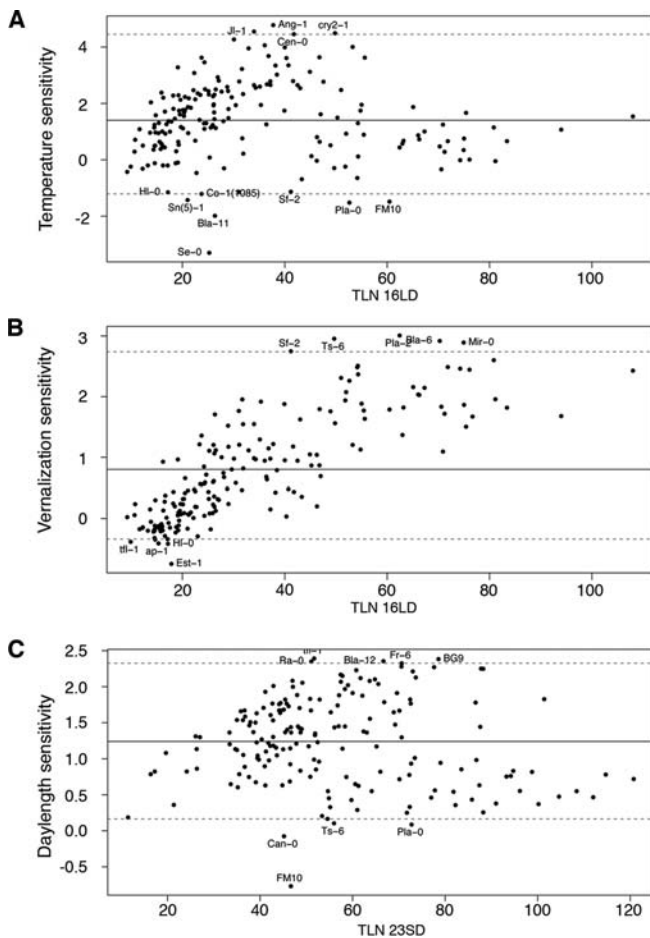 A
Temperature sensitivity
4
2
0
-2
Jl-1
Ang-1
cry2-1
Cen-0
Hl-0
Co-1(1085)
Sn(5)-1
Bla-11
Sf-2
Pla-0
FM10
Se-0
20 40 60 80 100
TLN 16LD
B
Vernalization sensitivity
3
2
1
0
Sf-2
Ts-6
Pla-2
Bla-6
Mir-0
tfl-1
ap-1
Hl-0
Est-1
20 40 60 80 100
TLN 16LD
C
Daylength sensitivity
2.5
2.0
1.5
1.0
0.5
0.0
-0.5
Ra-0
Bla-12
Fr-6
BG9
Can-0
Ts-6
Pla-0
FM10
20 40 60 80 100 120
TLN 23SD